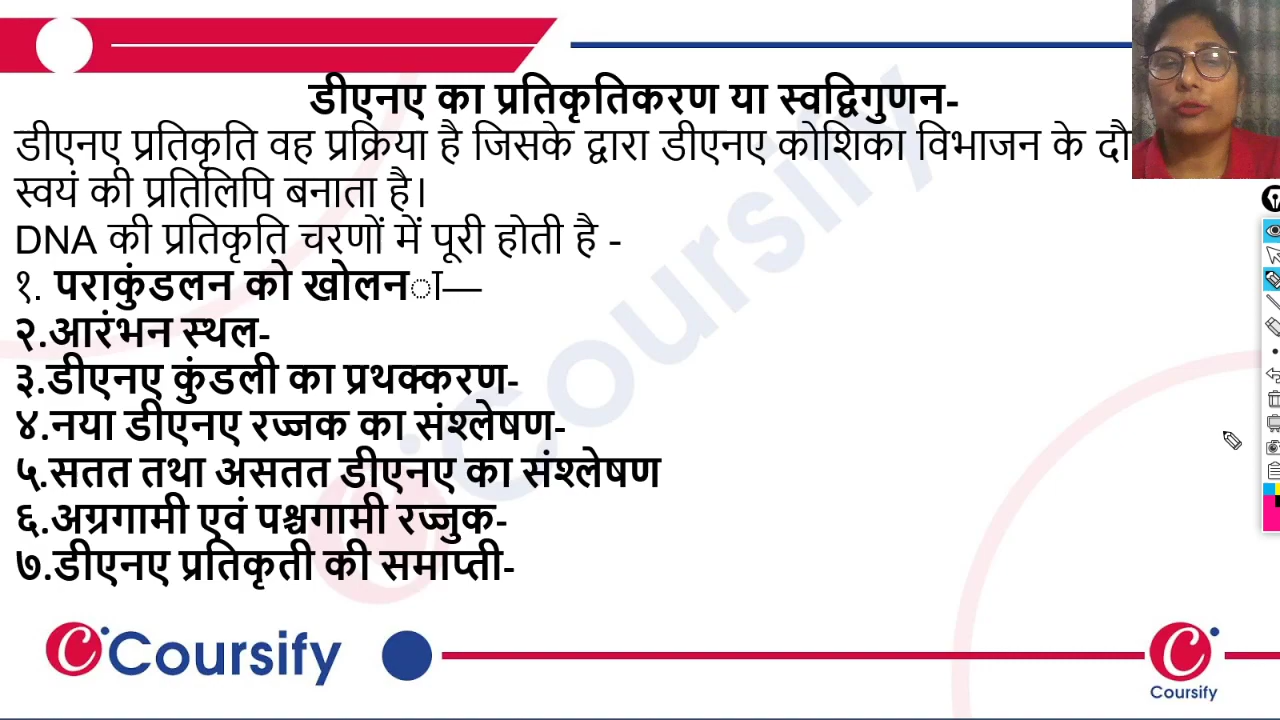 डीएनए का प्रतिकृतिकरण या स्वद्विगुणन-
डीएनए प्रतिकृति वह प्रक्रिया है जिसके द्वारा डीएनए कोशिका विभाजन के दौ
स्वयं की प्रतिलिपि बनाता है।
DNA की प्रतिकृति चरणों में पूरी होती है -
१. पराकुंडलन को खोलन◌ा—
२.आरंभन स्थल-
३.डीएनए कुंडली का प्रथक्करण-
४.नया डीएनए रज्जक का संश्लेषण-
५.सतत तथा असतत डीएनए का संश्लेषण
६.अग्रगामी एवं पश्चगामी रज्जुक-
७.डीएनए प्रतिकृती की समाप्ती-
Coursify
Coursify
Coursify